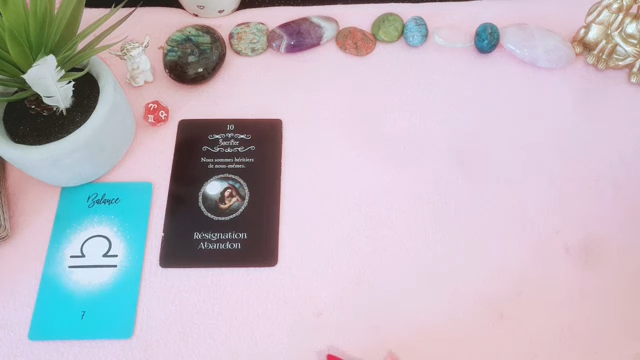 10
Sacrifice
Nous sommes héritiers
de nous-mêmes.
Résignation
Abandon
Balance
7